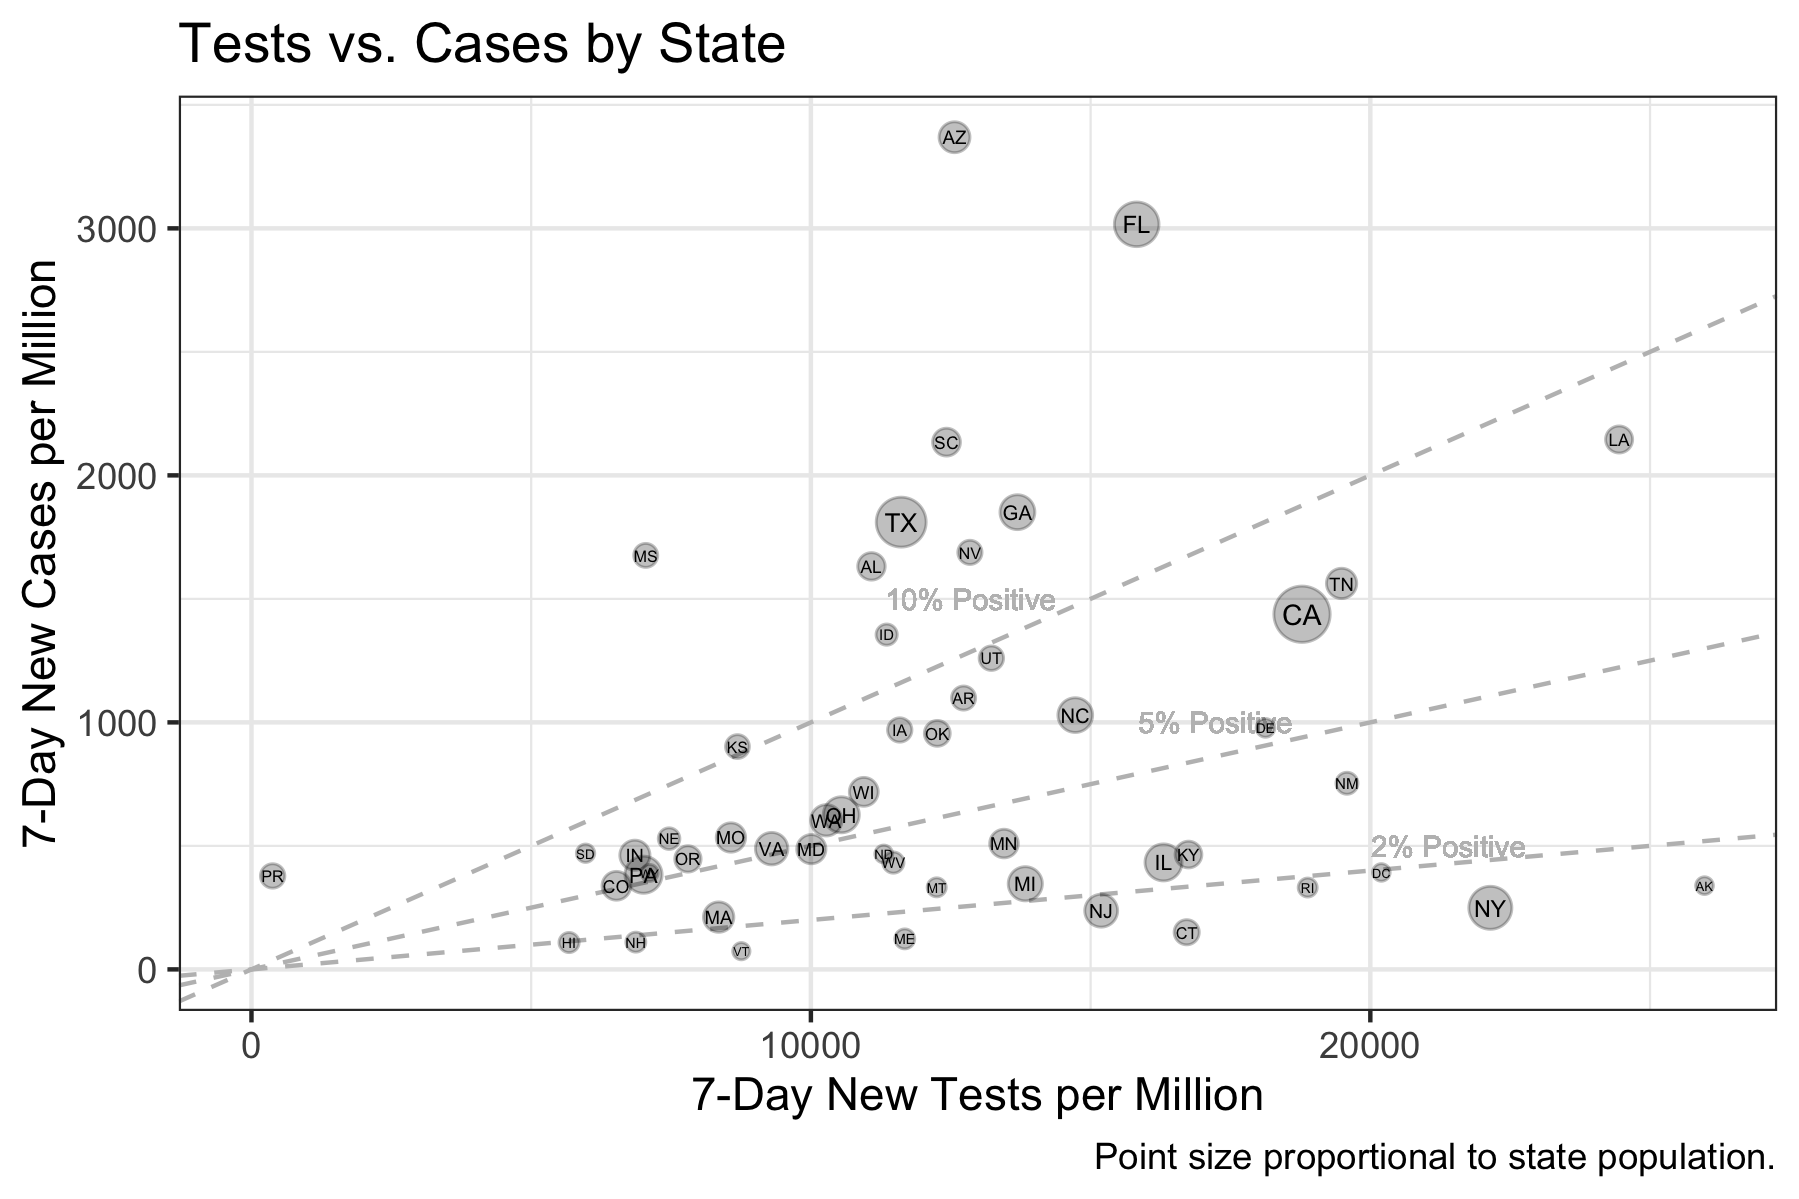 Tests vs. Cases by State
7-Day New Cases per Million
3000
2000
1000
0
AZ
FL
SC
LA
TX
GA
MS
NV
AL
TN
10% Positive
CA
ID
UT
AR
NC
5% Positive
DE
IA
OK
KS
NM
WI
OH
WA
NE
MO
MN
2% Positive
VA
MD
SD
IN
OR
ND
WV
IL
KY
PR
PA
WY
CO
MT
MI
RI
DC
AK
MA
NJ
NY
CT
HI
NH
VT
ME
0
10000
20000
7-Day New Tests per Million
Point size proportional to state population.